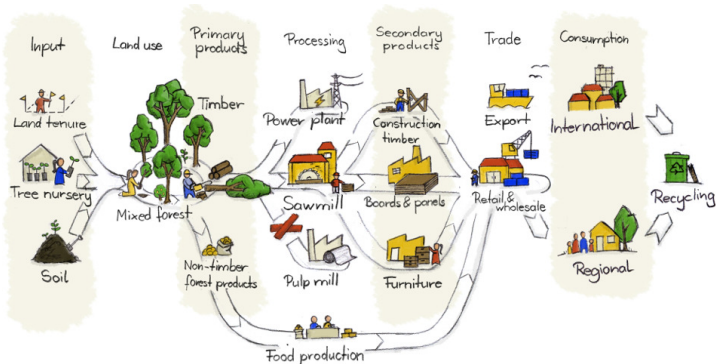 Input
Land use
Primary
products
Processing
Secondary
products
Trade
Consumption
Land tenure
Tree nursery
Soil
Mixed forest
Timber
Non-timber
forest products
Power plant
Sawmill
Pulp mill
Food production
Construction
timber
Boards & panels
Furniture
Export
Retail &
wholesale
International
Regional
Recycling